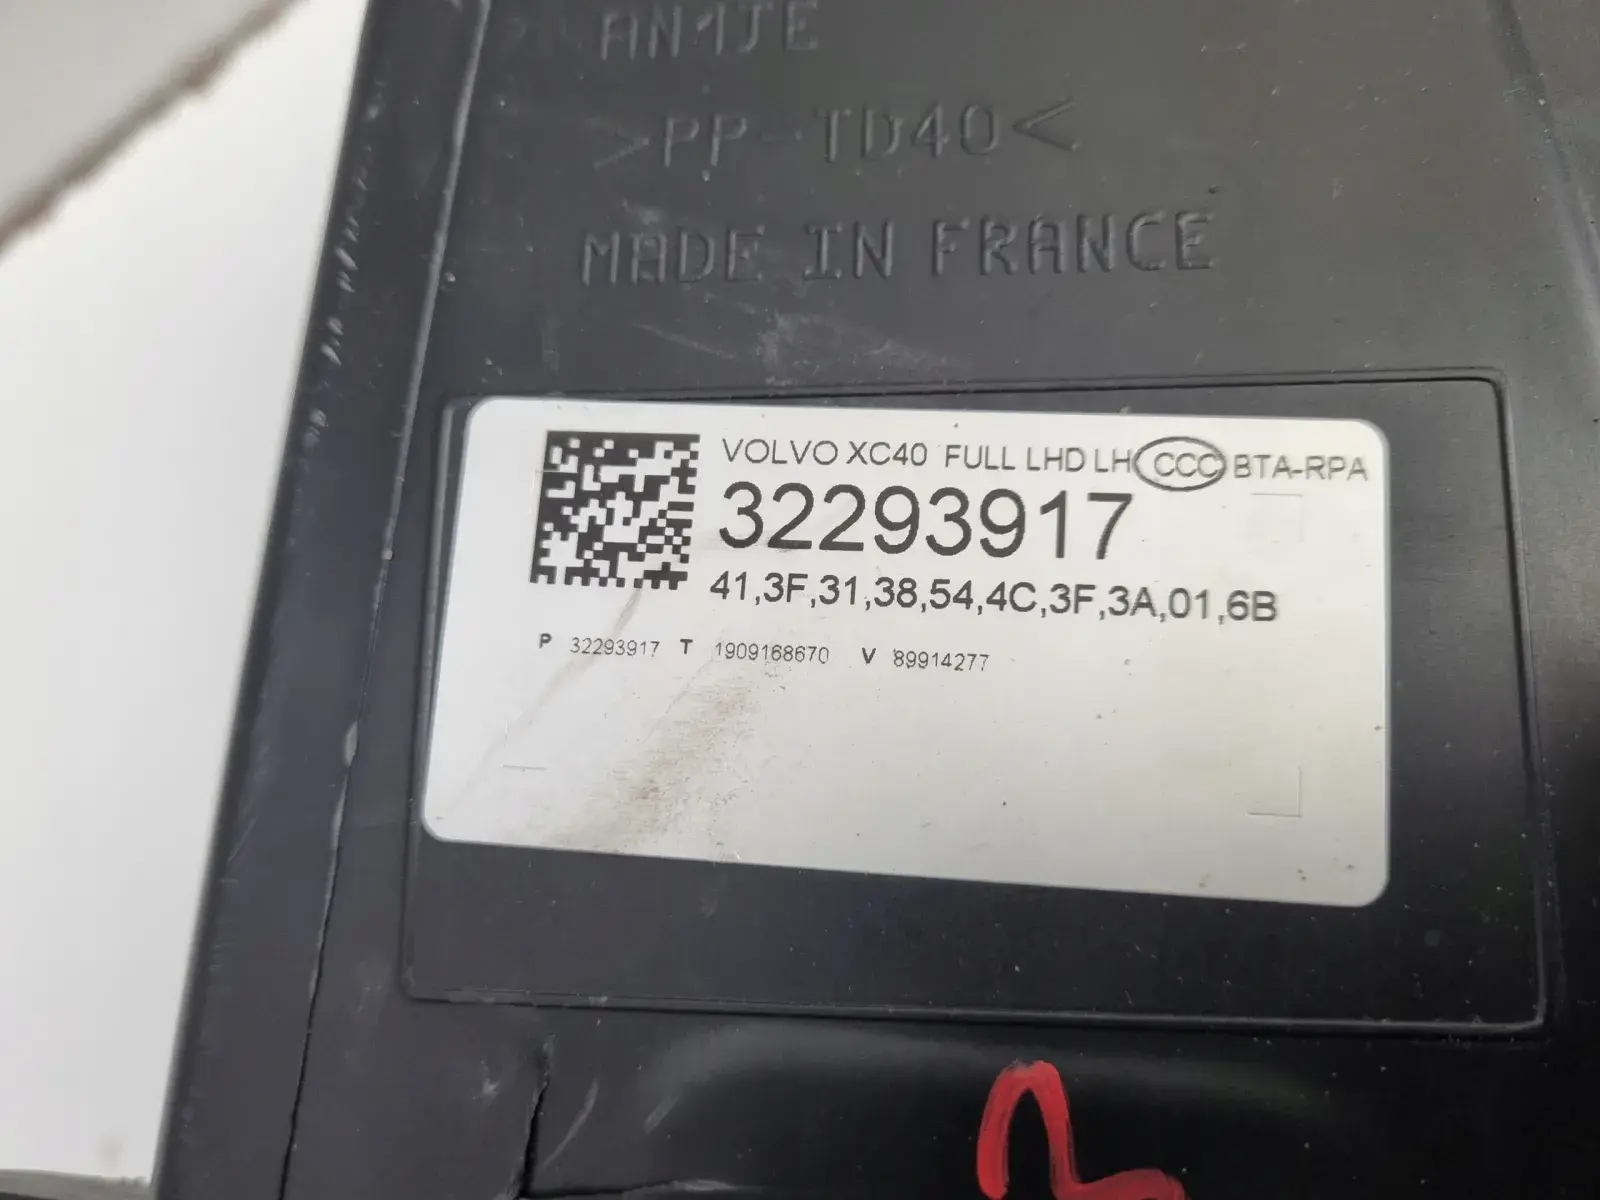 AN1JE
>PP-TD40<
MADE IN FRANCE
VOLVO XC40 FULL LHD LH CCC BTA-RPA
32293917
41,3F,31,38,54,4C,3F,3A,01,6B
P 32293917 T 1909168670 V 89914277